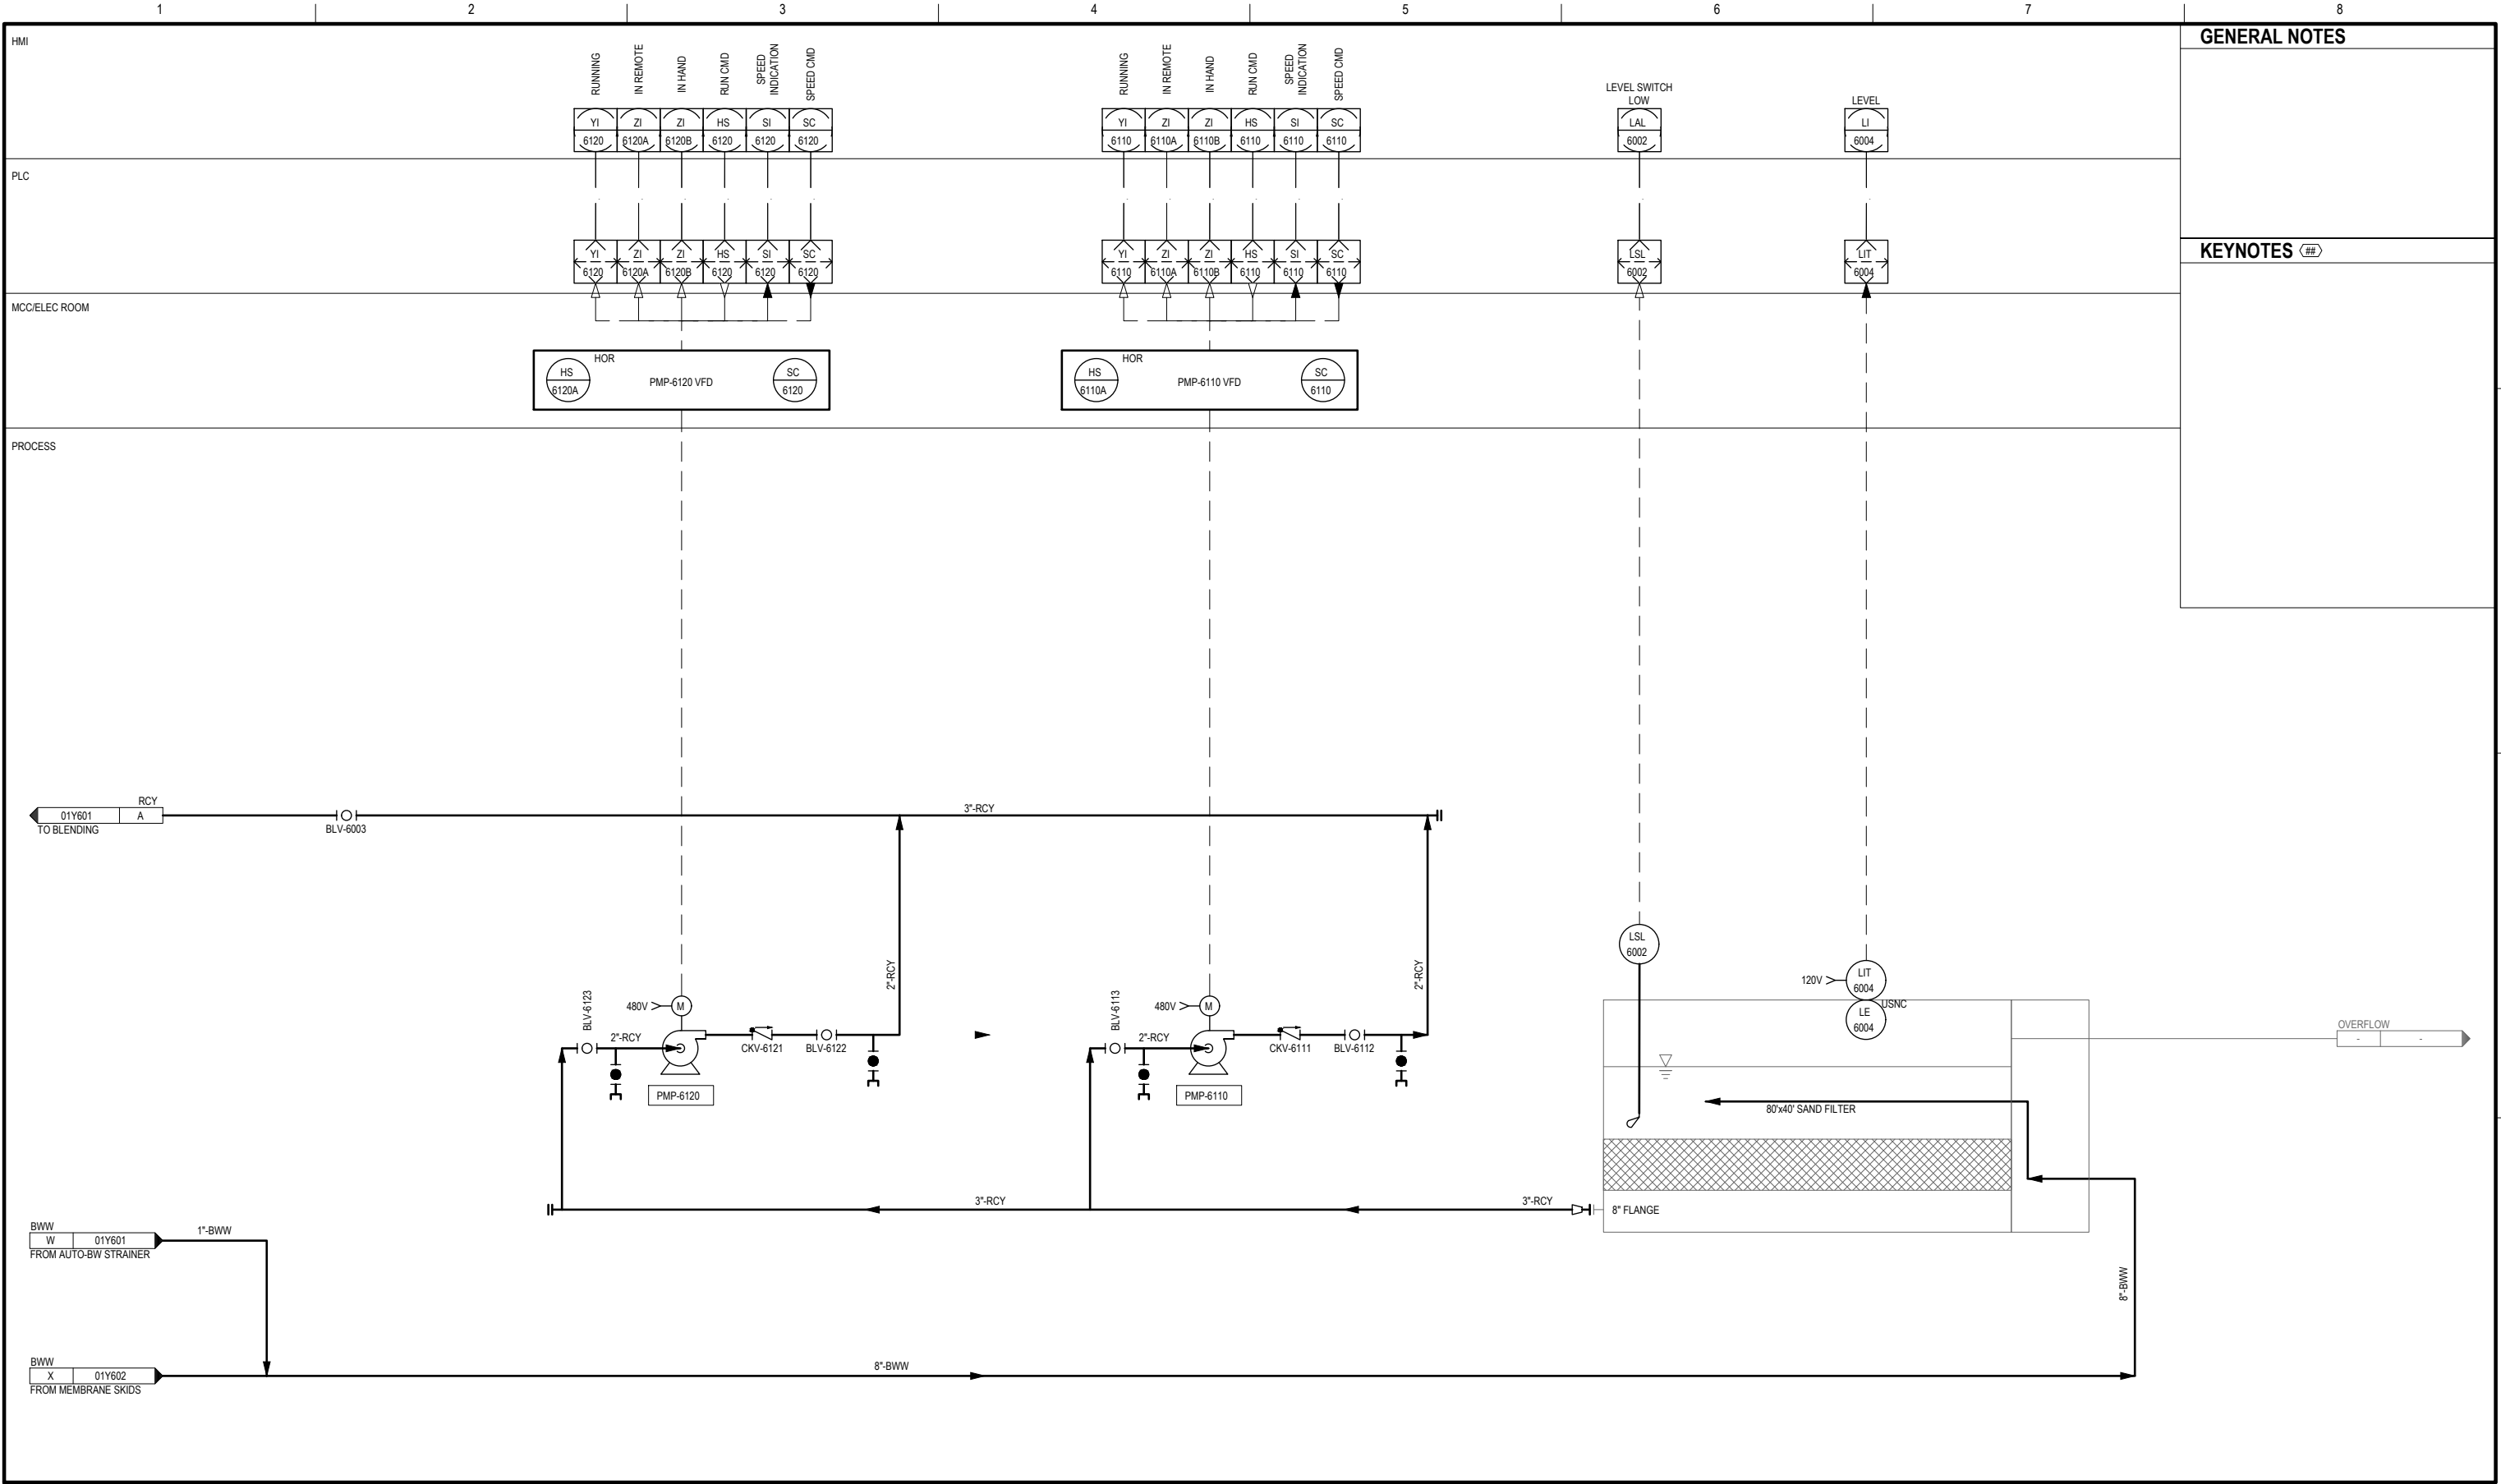 1 2 3 4 5 6 7 8
HMI
GENERAL NOTES
RUNNING
IN REMOTE
IN HAND
RUN CMD
SPEED
INDICATION
SPEED CMD
RUNNING
IN REMOTE
IN HAND
RUN CMD
SPEED
INDICATION
SPEED CMD
LEVEL SWITCH
LOW
LEVEL
YI ZI ZI HS SI SC
6120 6120A 6120B 6120 6120 6120
YI ZI ZI HS SI SC
6110 6110A 6110B 6110 6110 6110
LAL
6002
LI
6004
PLC
YI ZI ZI HS SI SC
6120 6120A 6120B 6120 6120 6120
YI ZI ZI HS SI SC
6110 6110A 6110B 6110 6110 6110
LSL
6002
LIT
6004
KEYNOTES ##
MCC/ELEC ROOM
HOR
HS
6120A
PMP-6120 VFD
SC
6120
HOR
HS
6110A
PMP-6110 VFD
SC
6110
PROCESS
RCY
01Y601 A
TO BLENDING
BLV-6003
3"-RCY
LSL
6002
BLV-6123
480V
M
2"-RCY
CKV-6121
BLV-6122
2"-RCY
PMP-6120
BLV-6113
480V
M
2"-RCY
CKV-6111
BLV-6112
2"-RCY
PMP-6110
120V
LIT
6004
USNC
LE
6004
OVERFLOW
- -
80'x40' SAND FILTER
3"-RCY
3"-RCY
8" FLANGE
BWW
W 01Y601
FROM AUTO-BW STRAINER
1"-BWW
8"-BWW
BWW
X 01Y602
FROM MEMBRANE SKIDS
8"-BWW